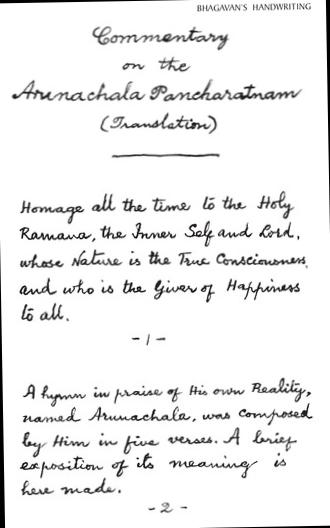 BHAGAVAN'S HANDWRITING
Commentary
on the
Arunachala Pancharatnam
(Translation)
Homage all the time to the Holy
Ramana, the Inner Self and Lord,
whose Nature is the True Consciousness,
and who is the Giver of Happiness
to all.
- 1 -
A hymn in praise of His own Reality,
named Arunachala, was composed
by Him in five verses. A brief
exposition of its meaning is
here made.
- 2 -